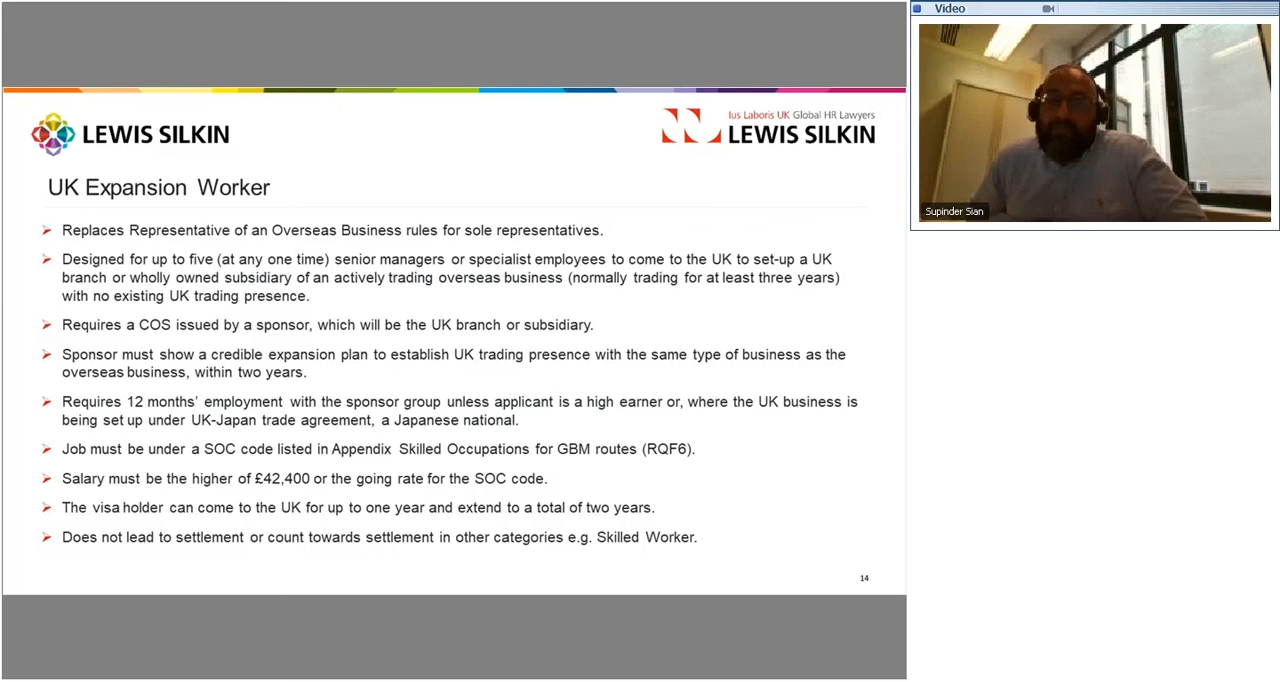 Video
LEWIS SILKIN
Ius Laboris UK Global HR Lawyers
LEWIS SILKIN
UK Expansion Worker
Replaces Representative of an Overseas Business rules for sole representatives.
Designed for up to five (at any one time) senior managers or specialist employees to come to the UK to set-up a UK
branch or wholly owned subsidiary of an actively trading overseas business (normally trading for at least three years)
with no existing UK trading presence.
Requires a COS issued by a sponsor, which will be the UK branch or subsidiary.
Sponsor must show a credible expansion plan to establish UK trading presence with the same type of business as the
overseas business, within two years.
Requires 12 months’ employment with the sponsor group unless applicant is a high earner or, where the UK business is
being set up under UK-Japan trade agreement, a Japanese national.
Job must be under a SOC code listed in Appendix Skilled Occupations for GBM routes (RQF6).
Salary must be the higher of £42,400 or the going rate for the SOC code.
The visa holder can come to the UK for up to one year and extend to a total of two years.
Does not lead to settlement or count towards settlement in other categories e.g. Skilled Worker.
14
Supinder Sian